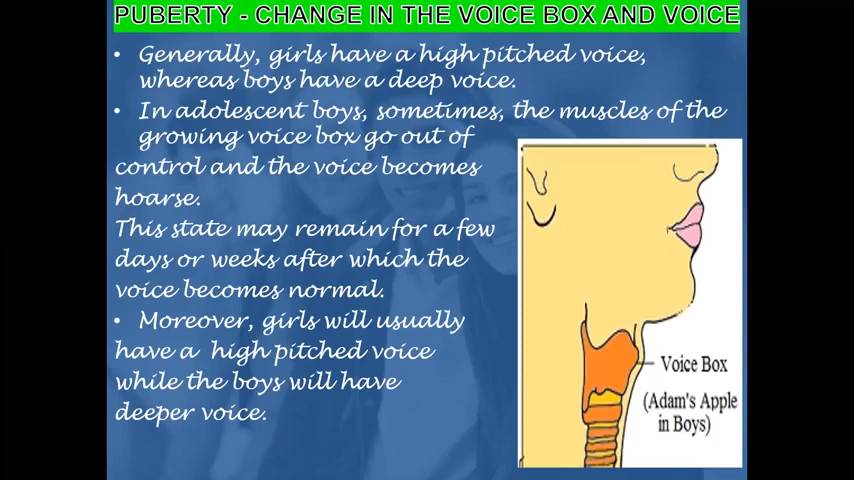 PUBERTY - CHANGE IN THE VOICE BOX AND VOICE
• Generally, girls have a high pitched voice,
whereas boys have a deep voice.
• In adolescent boys, sometimes, the muscles of the
growing voice box go out of
control and the voice becomes
hoarse.
This state may remain for a few
days or weeks after which the
voice becomes normal.
• Moreover, girls will usually
have a high pitched voice
while the boys will have
deeper voice.
Voice Box
(Adam's Apple
in Boys)